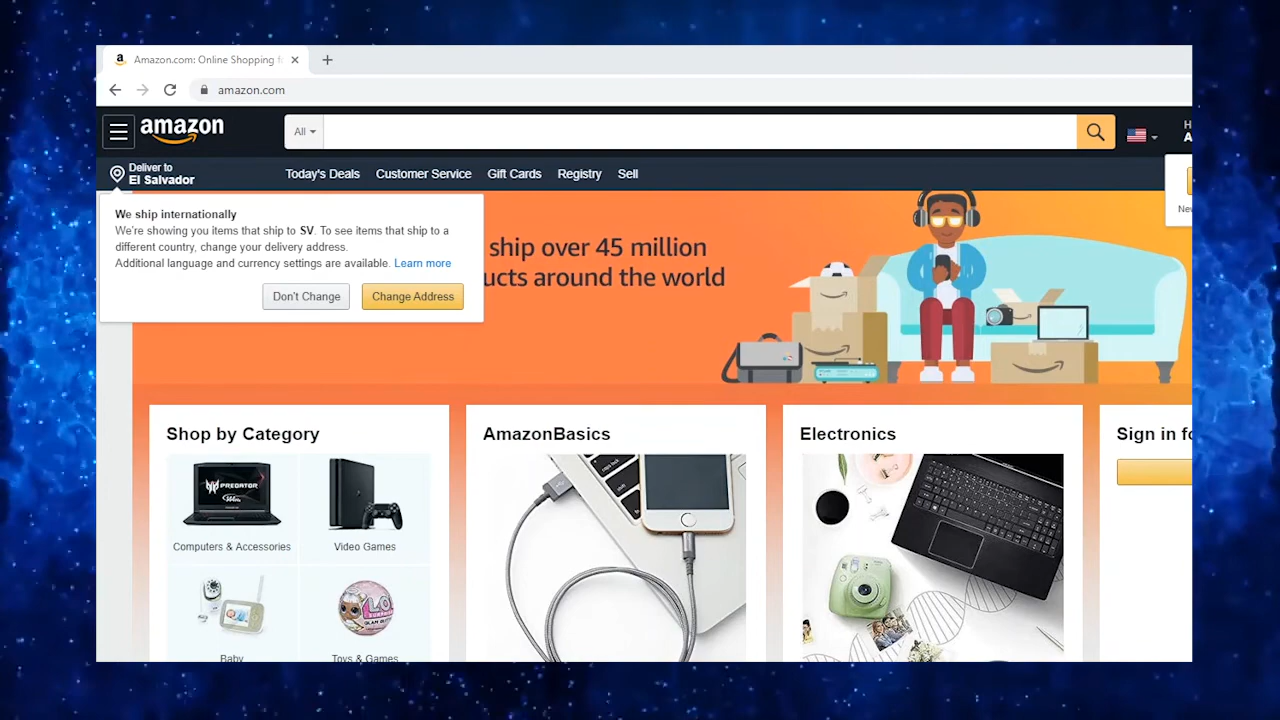 Amazon.com: Online Shopping f
amazon.com
amazon
All
H
A
Deliver to
El Salvador
Today's Deals
Customer Service
Gift Cards
Registry
Sell
We ship internationally
We're showing you items that ship to SV. To see items that ship to a
different country, change your delivery address.
Additional language and currency settings are available. Learn more
Don't Change
Change Address
ship over 45 million
ucts around the world
Shop by Category
PREDATOR
Computers & Accessories
Video Games
Baby
Toys & Games
AmazonBasics
Electronics
Sign in fo